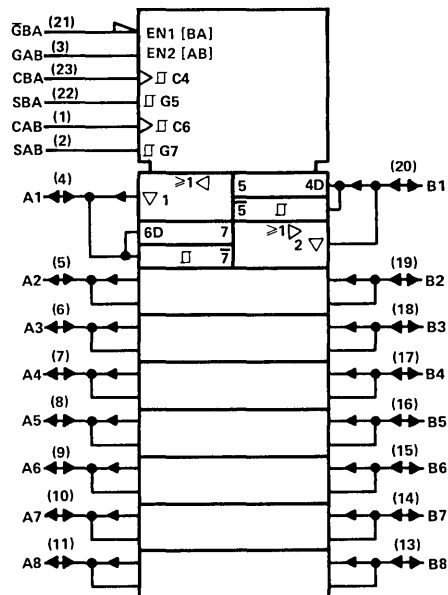 G̅BA (21) EN1 [BA]
GAB (3) EN2 [AB]
CBA (23) C4
SBA (22) G5
CAB (1) C6
SAB (2) G7
A1 (4) ≥1 5 4D (20) B1
▽ 1 5̅
6D 7 ≥1
7̅ 2 ▽
A2 (5) (19) B2
A3 (6) (18) B3
A4 (7) (17) B4
A5 (8) (16) B5
A6 (9) (15) B6
A7 (10) (14) B7
A8 (11) (13) B8